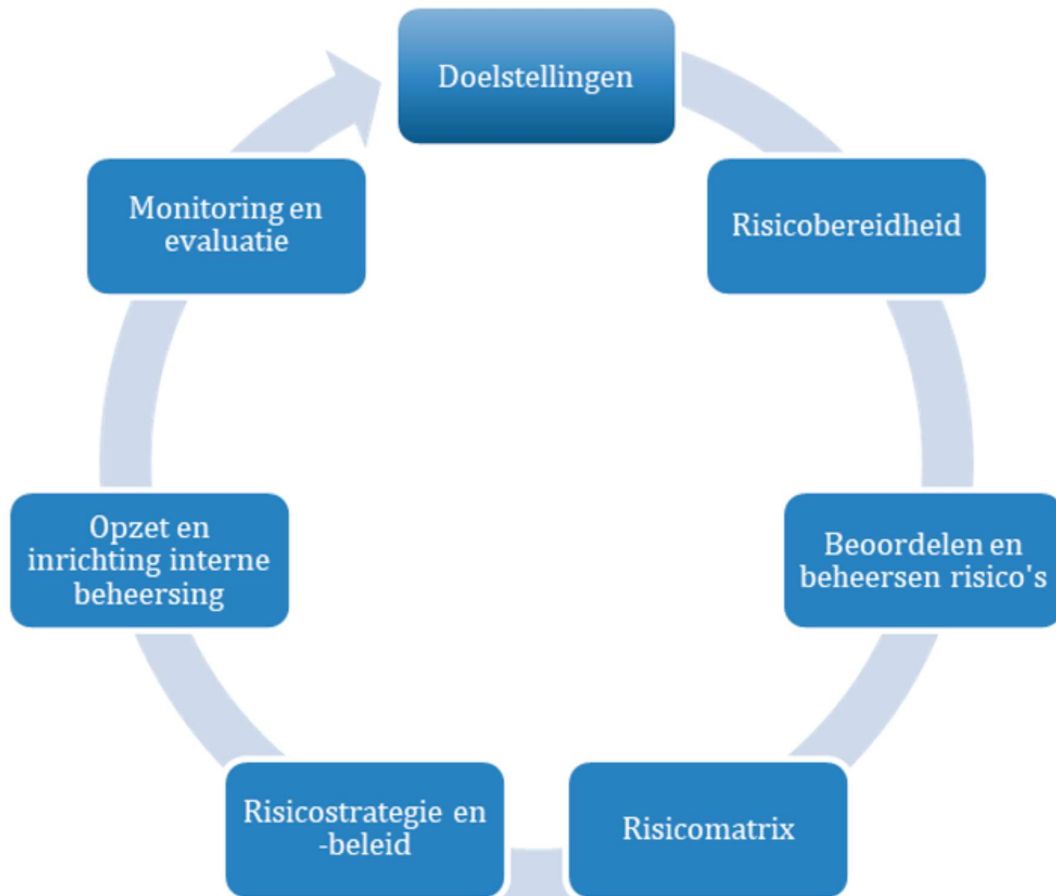 Doelstellingen
Risicobereidheid
Beoordelen en
beheersen risico's
Risicomatrix
Risicostrategie en
-beleid
Opzet en
inrichting interne
beheersing
Monitoring en
evaluatie